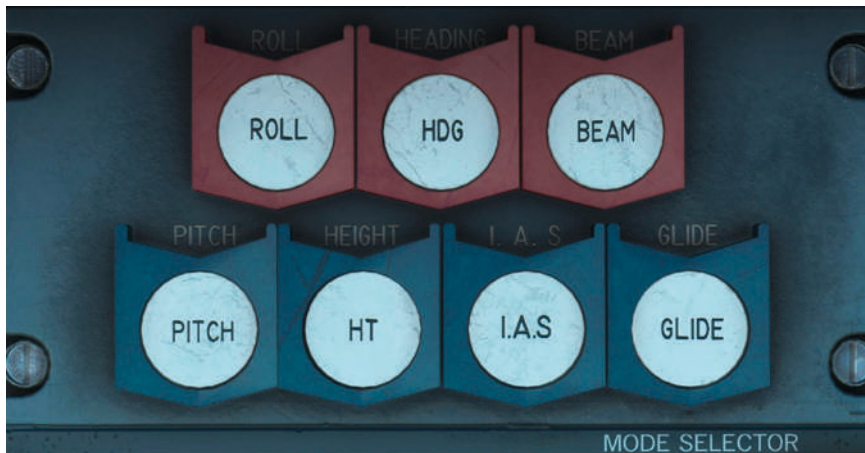 ROLL HEADING BEAM
ROLL HDG BEAM
PITCH HEIGHT I. A. S GLIDE
PITCH HT I.A.S GLIDE
MODE SELECTOR